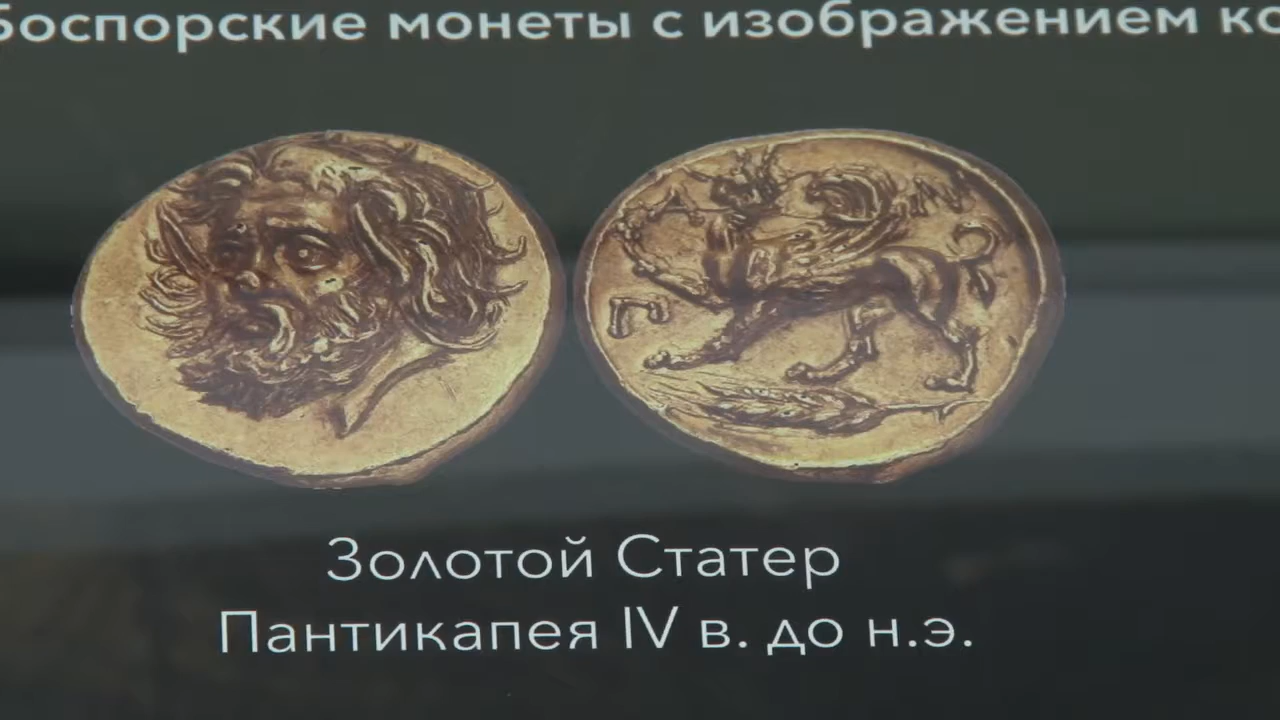 Боспорские монеты с изображением
П А Ν
Золотой Статер
Пантикапея IV в. до н.э.